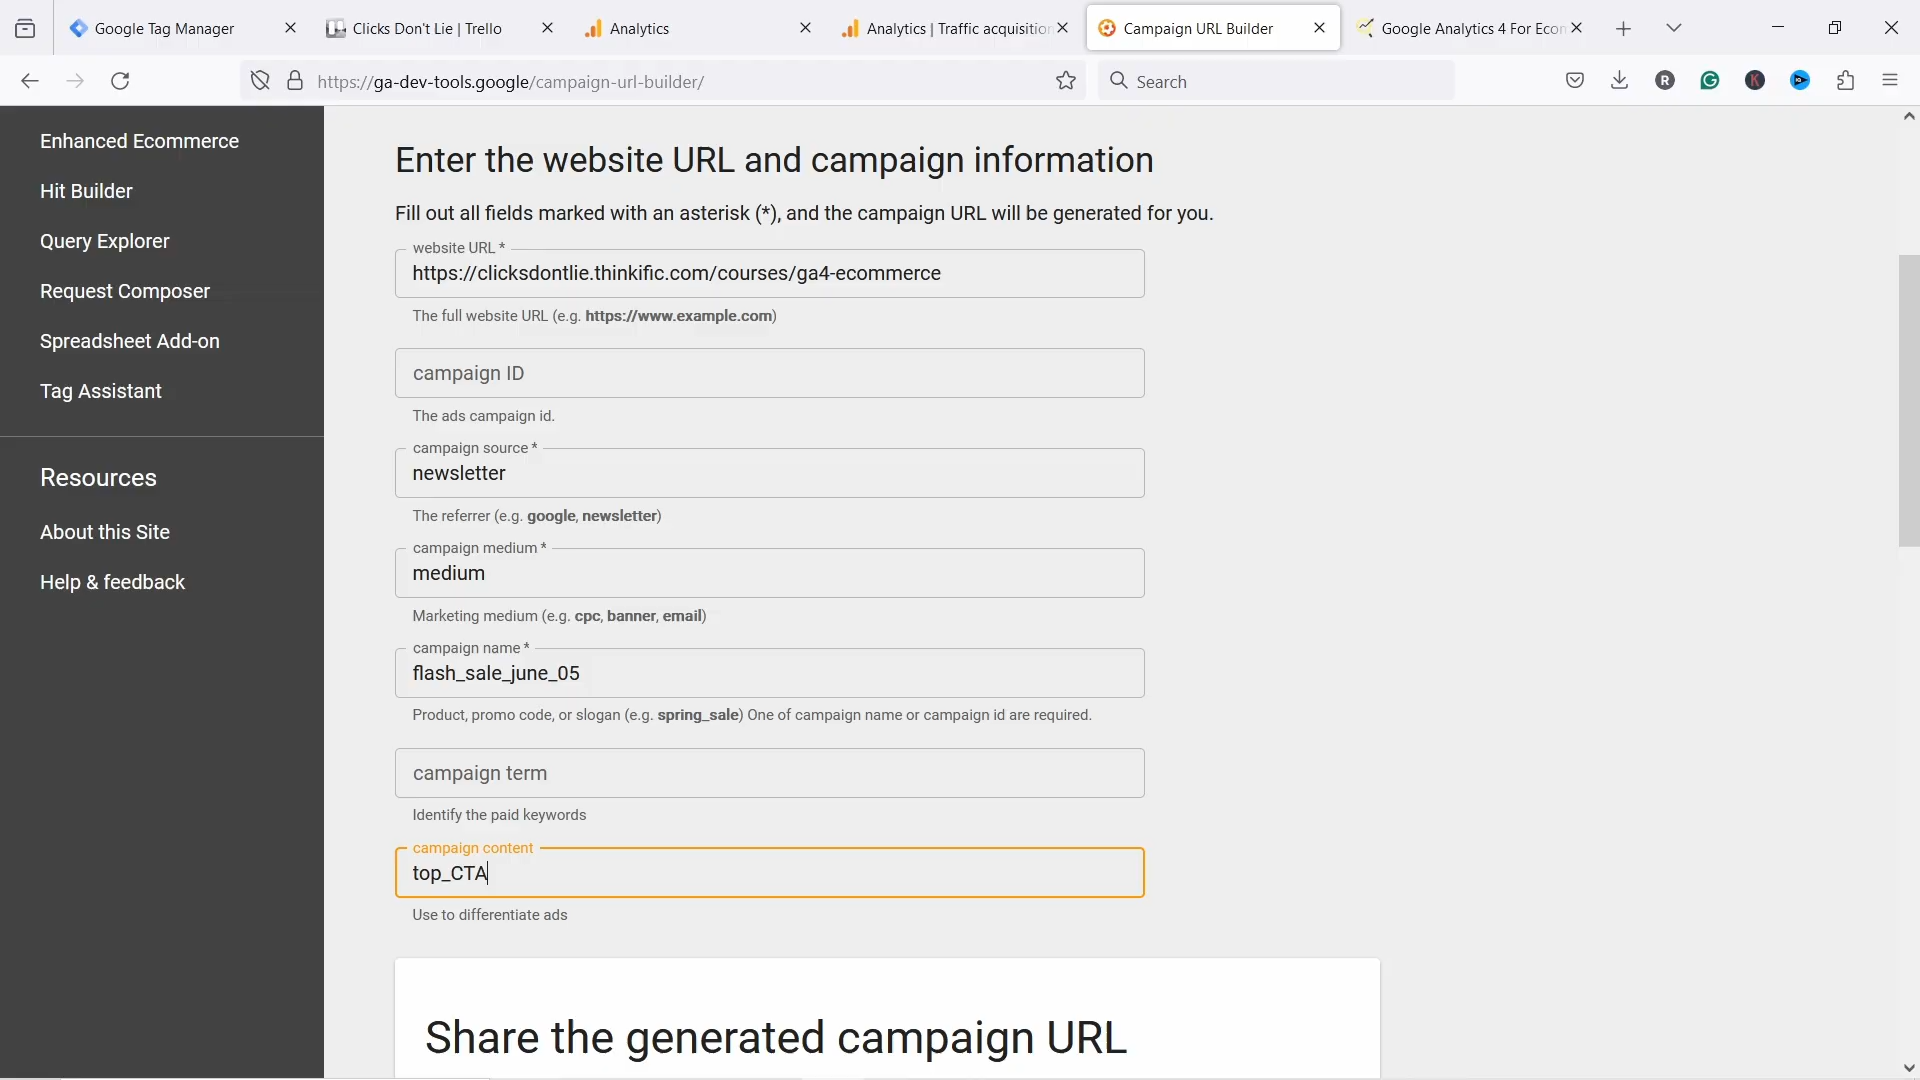 Google Tag Manager
Clicks Don't Lie | Trello
Analytics
Analytics | Traffic acquisition
Campaign URL Builder
Google Analytics 4 For Econ
https://ga-dev-tools.google/campaign-url-builder/
Search
R
G
K
Enhanced Ecommerce
Hit Builder
Query Explorer
Request Composer
Spreadsheet Add-on
Tag Assistant
Resources
About this Site
Help & feedback
Enter the website URL and campaign information
Fill out all fields marked with an asterisk (*), and the campaign URL will be generated for you.
website URL *
https://clicksdontlie.thinkific.com/courses/ga4-ecommerce
The full website URL (e.g. https://www.example.com)
campaign ID
The ads campaign id.
campaign source *
newsletter
The referrer (e.g. google, newsletter)
campaign medium *
medium
Marketing medium (e.g. cpc, banner, email)
campaign name *
flash_sale_june_05
Product, promo code, or slogan (e.g. spring_sale) One of campaign name or campaign id are required.
campaign term
Identify the paid keywords
campaign content
top_CTA
Use to differentiate ads
Share the generated campaign URL